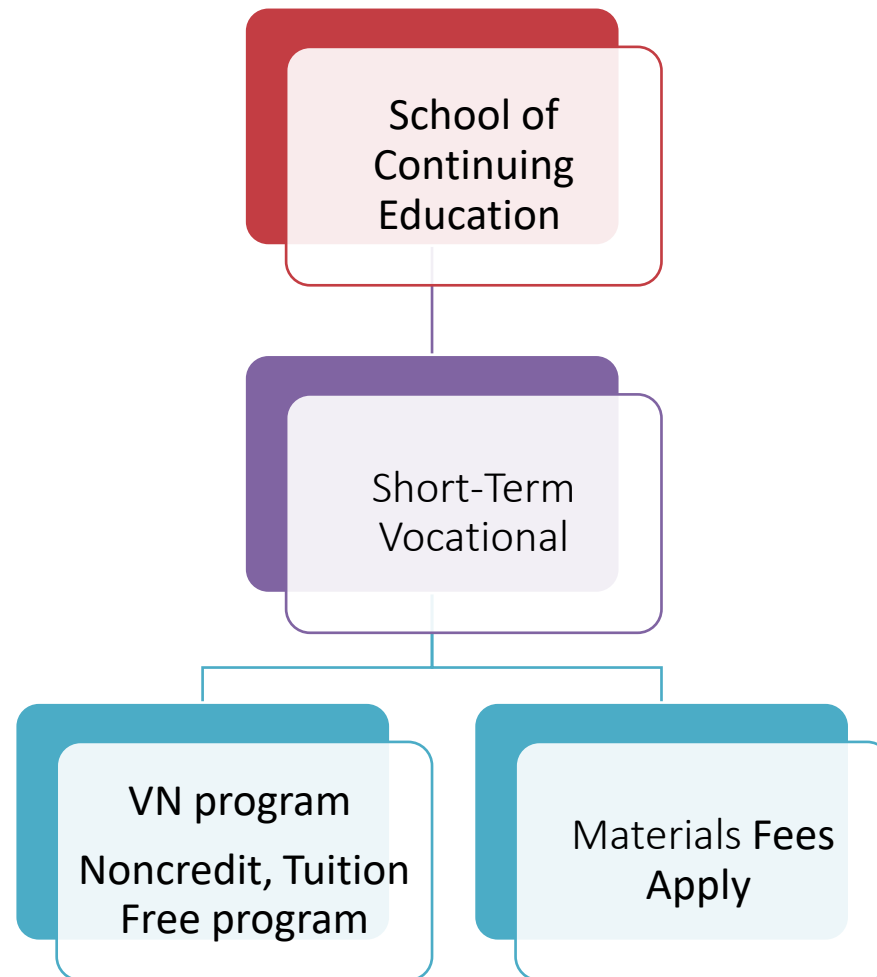 School of
Continuing
Education
Short-Term
Vocational
VN program
Noncredit, Tuition
Free program
Materials Fees
Apply